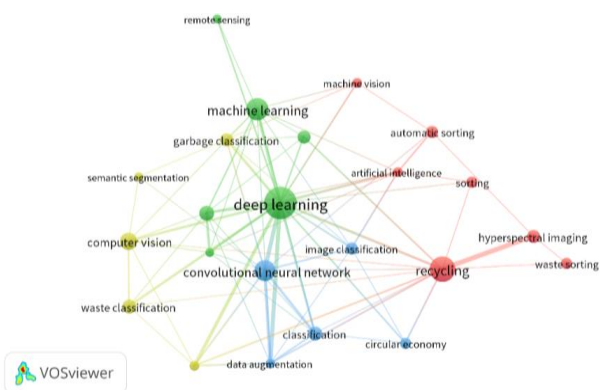 remote sensing
machine vision
machine learning
automatic sorting
garbage classification
artificial intelligence
semantic segmentation
sorting
deep learning
hyperspectral imaging
computer vision
image classification
waste sorting
convolutional neural network
recycling
waste classification
classification
circular economy
data augmentation
VOSviewer